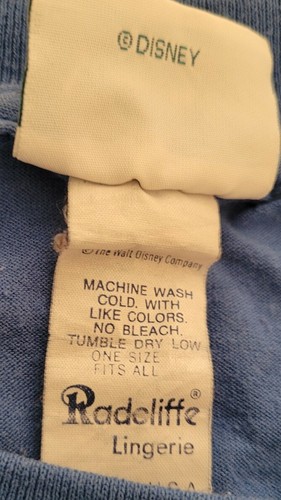 © DISNEY
© The Walt Disney Company
MACHINE WASH
COLD. WITH
LIKE COLORS.
NO BLEACH.
TUMBLE DRY LOW
ONE SIZE
FITS ALL
Radcliffe®
Lingerie
U.S.A.